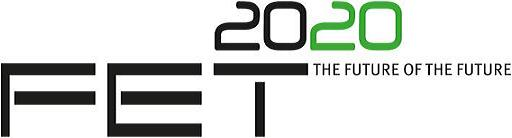 2020
FET THE FUTURE OF THE FUTURE